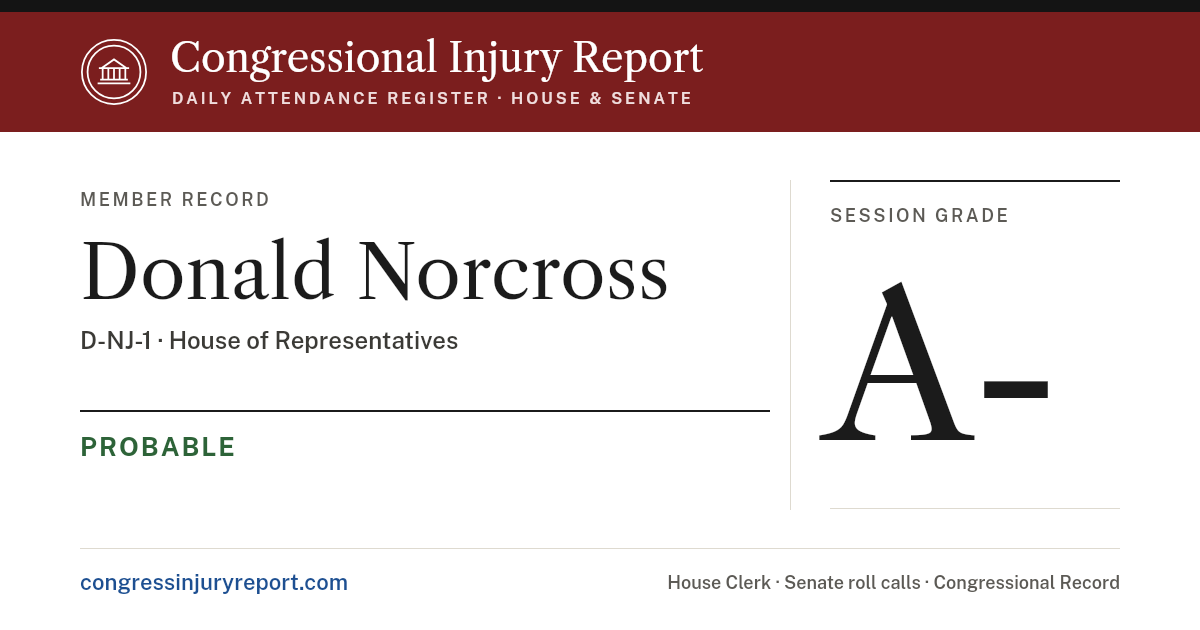 Congressional Injury Report
DAILY ATTENDANCE REGISTER · HOUSE & SENATE
MEMBER RECORD
Donald Norcross
D-NJ-1 · House of Representatives
PROBABLE
SESSION GRADE
A-
congressinjuryreport.com
House Clerk · Senate roll calls · Congressional Record